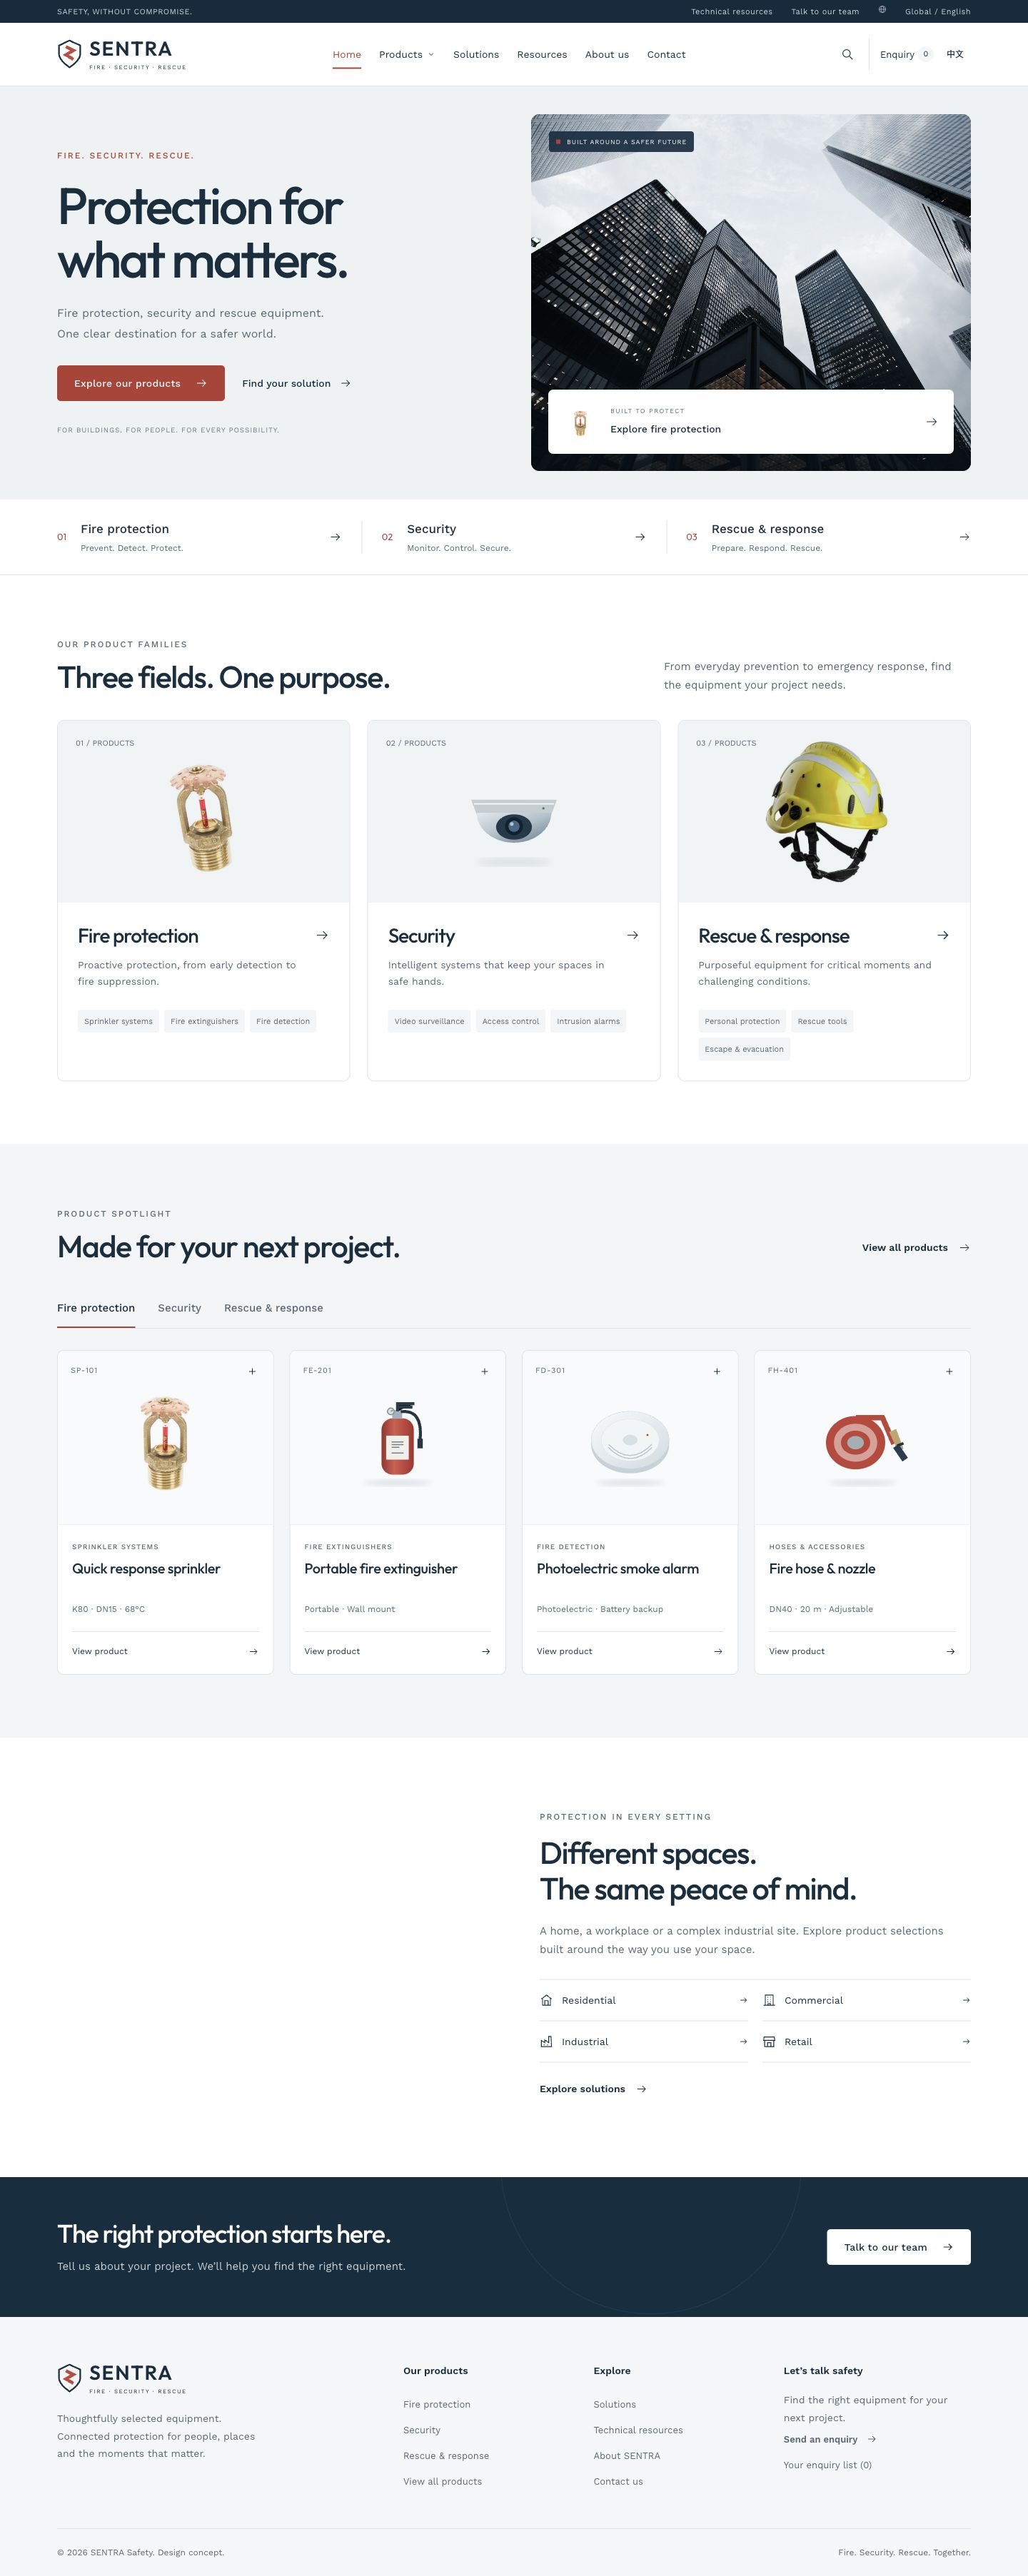 SAFETY, WITHOUT COMPROMISE.
Technical resources
Talk to our team
Global / English
SENTRA
FIRE · SECURITY · RESCUE
Home
Products
Solutions
Resources
About us
Contact
Enquiry 0
中文
FIRE. SECURITY. RESCUE.
Protection for
what matters.
Fire protection, security and rescue equipment.
One clear destination for a safer world.
Explore our products
Find your solution
FOR BUILDINGS. FOR PEOPLE. FOR EVERY POSSIBILITY.
BUILT AROUND A SAFER FUTURE
BUILT TO PROTECT
Explore fire protection
01
Fire protection
Prevent. Detect. Protect.
02
Security
Monitor. Control. Secure.
03
Rescue & response
Prepare. Respond. Rescue.
OUR PRODUCT FAMILIES
Three fields. One purpose.
From everyday prevention to emergency response, find
the equipment your project needs.
01 / PRODUCTS
Fire protection
Proactive protection, from early detection to
fire suppression.
Sprinkler systems
Fire extinguishers
Fire detection
02 / PRODUCTS
Security
Intelligent systems that keep your spaces in
safe hands.
Video surveillance
Access control
Intrusion alarms
03 / PRODUCTS
Rescue & response
Purposeful equipment for critical moments and
challenging conditions.
Personal protection
Rescue tools
Escape & evacuation
PRODUCT SPOTLIGHT
Made for your next project.
View all products
Fire protection
Security
Rescue & response
SP-101
SPRINKLER SYSTEMS
Quick response sprinkler
K80 · DN15 · 68°C
View product
FE-201
FIRE EXTINGUISHERS
Portable fire extinguisher
Portable · Wall mount
View product
FD-301
FIRE DETECTION
Photoelectric smoke alarm
Photoelectric · Battery backup
View product
FH-401
HOSES & ACCESSORIES
Fire hose & nozzle
DN40 · 20 m · Adjustable
View product
PROTECTION IN EVERY SETTING
Different spaces.
The same peace of mind.
A home, a workplace or a complex industrial site. Explore product selections
built around the way you use your space.
Residential
Commercial
Industrial
Retail
Explore solutions
The right protection starts here.
Tell us about your project. We’ll help you find the right equipment.
Talk to our team
SENTRA
FIRE · SECURITY · RESCUE
Thoughtfully selected equipment.
Connected protection for people, places
and the moments that matter.
Our products
Fire protection
Security
Rescue & response
View all products
Explore
Solutions
Technical resources
About SENTRA
Contact us
Let’s talk safety
Find the right equipment for your
next project.
Send an enquiry
Your enquiry list (0)
© 2026 SENTRA Safety. Design concept.
Fire. Security. Rescue. Together.